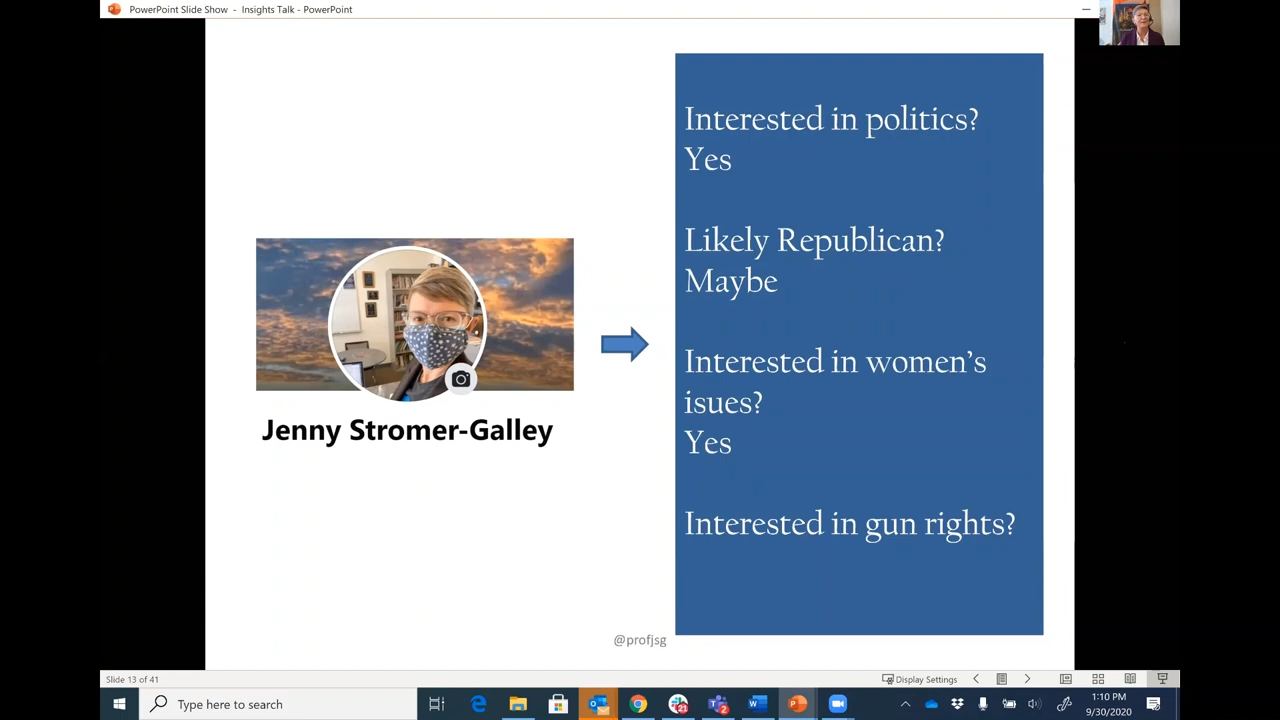 PowerPoint Slide Show - Insights Talk - PowerPoint
Interested in politics?
Yes
Likely Republican?
Maybe
Interested in women's
isues?
Yes
Interested in gun rights?
Jenny Stromer-Galley
@profjsg
Slide 13 of 41
Display Settings
Type here to search
21
2
1:10 PM
9/30/2020